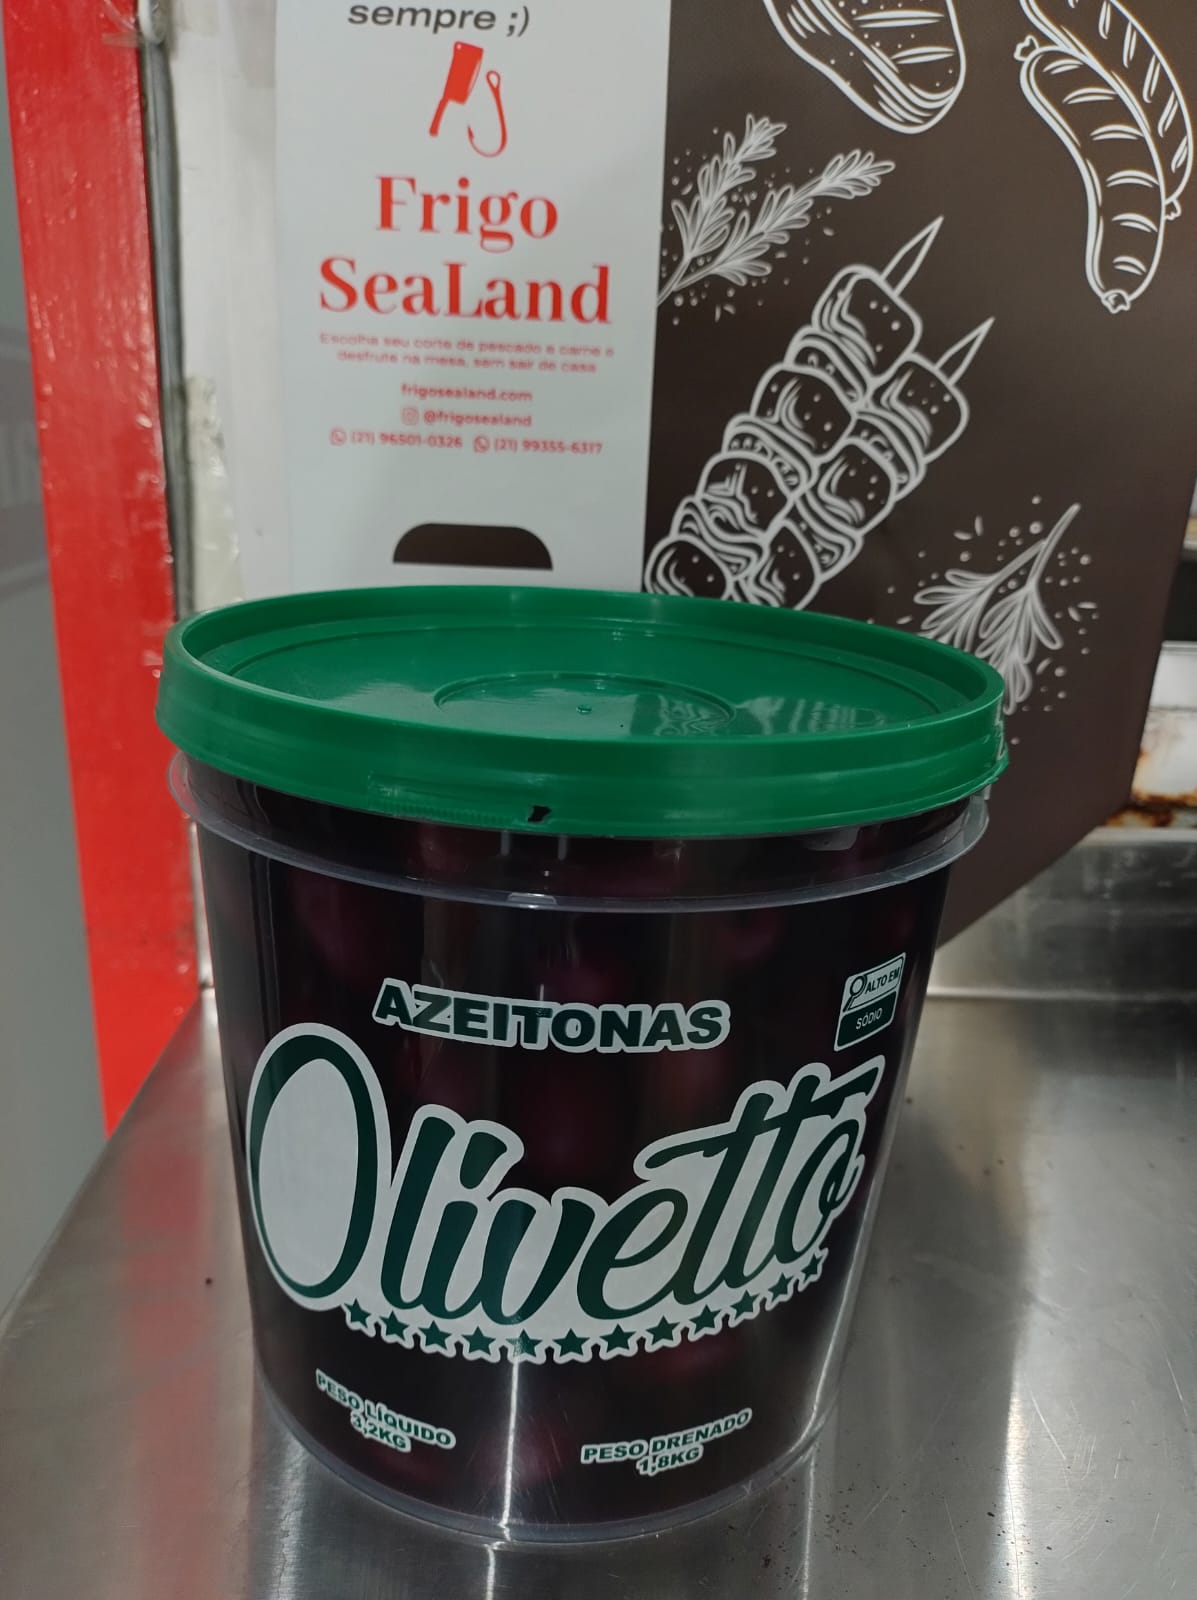 sempre ;)
Frigo
SeaLand
Escolha seu corte de pescado e carne e
desfrute na mesa, sem sair de casa
frigosealand.com
@frigosealand
(21) 96501-0326 (21) 99355-6317
AZEITONAS
ALTO EM
SÓDIO
Olivetto
PESO LÍQUIDO
3,2KG
PESO DRENADO
1,8KG